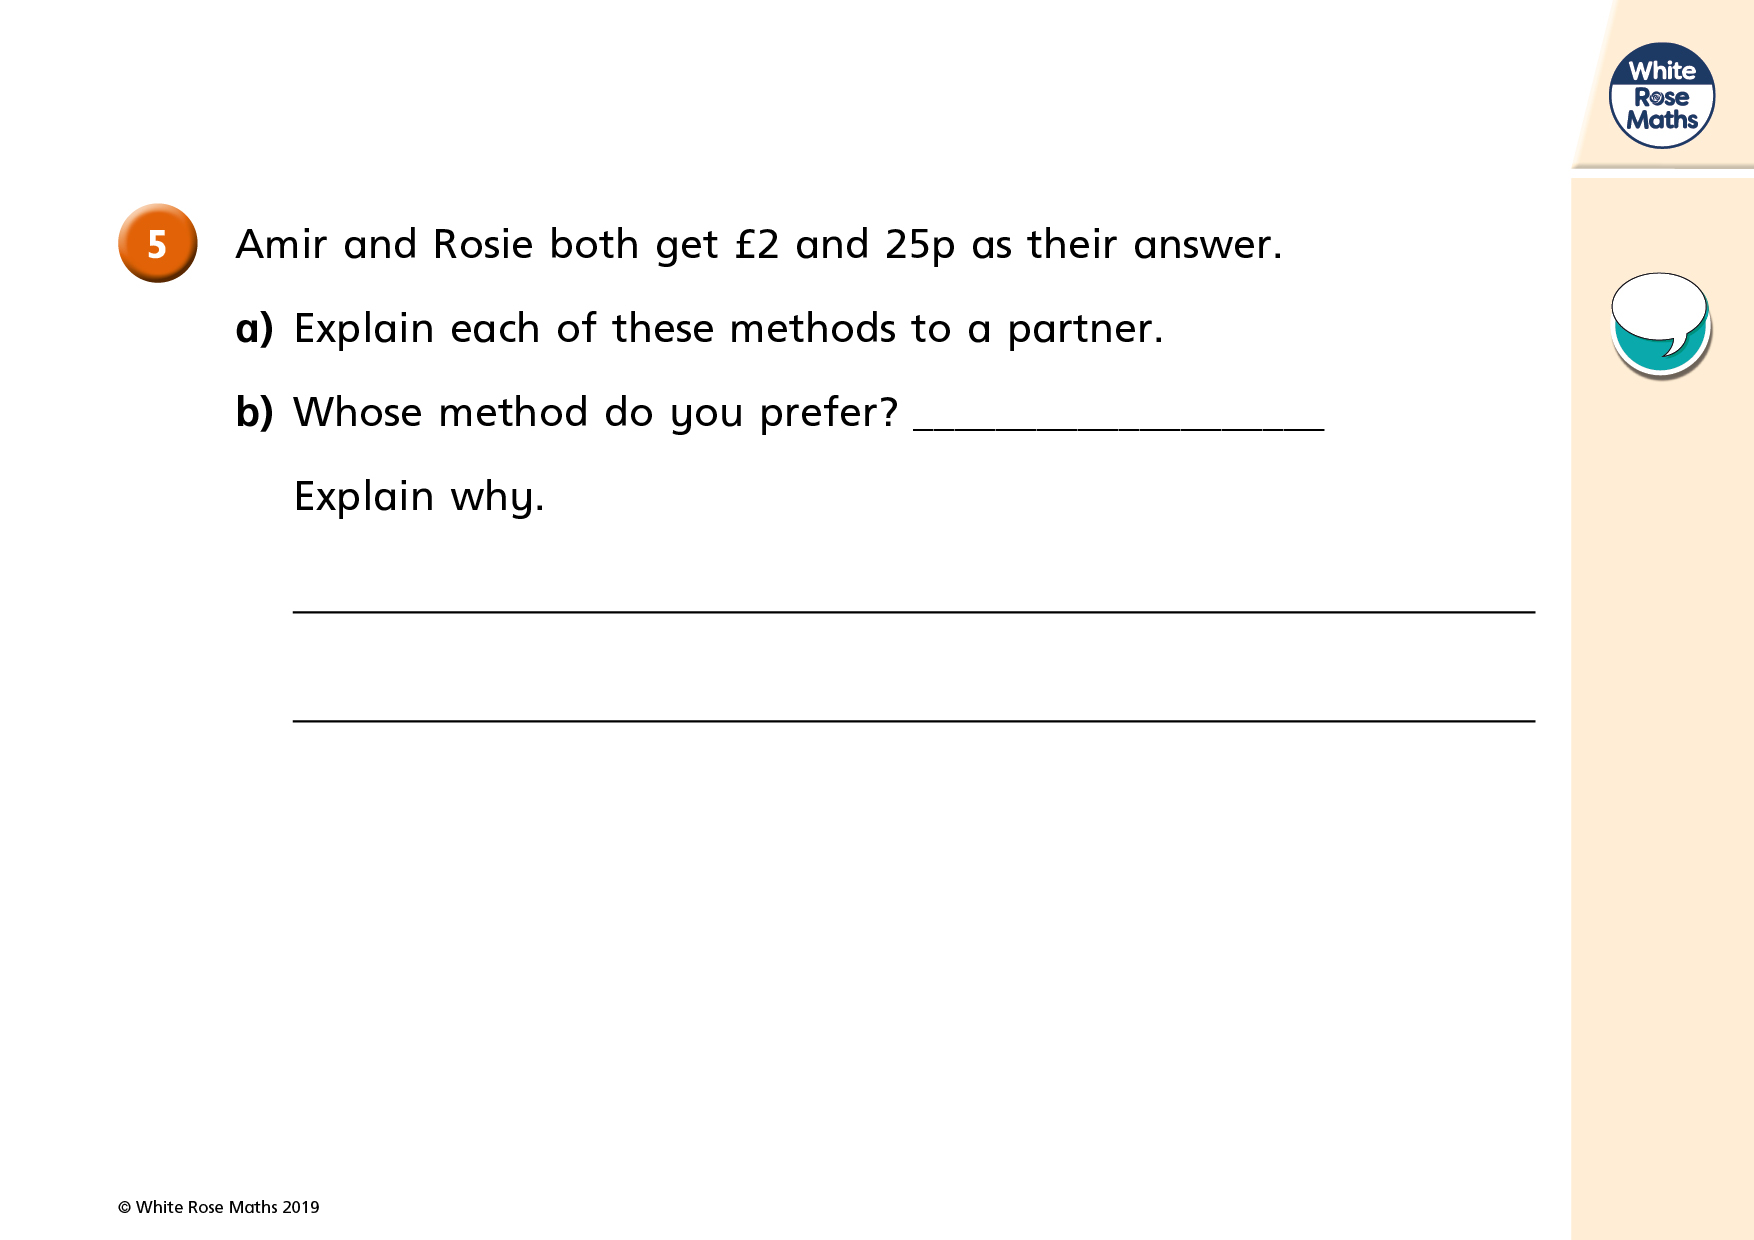 White
Rose
Maths
5 Amir and Rosie both get £2 and 25p as their answer.
a) Explain each of these methods to a partner.
b) Whose method do you prefer? ____________________
Explain why.
© White Rose Maths 2019